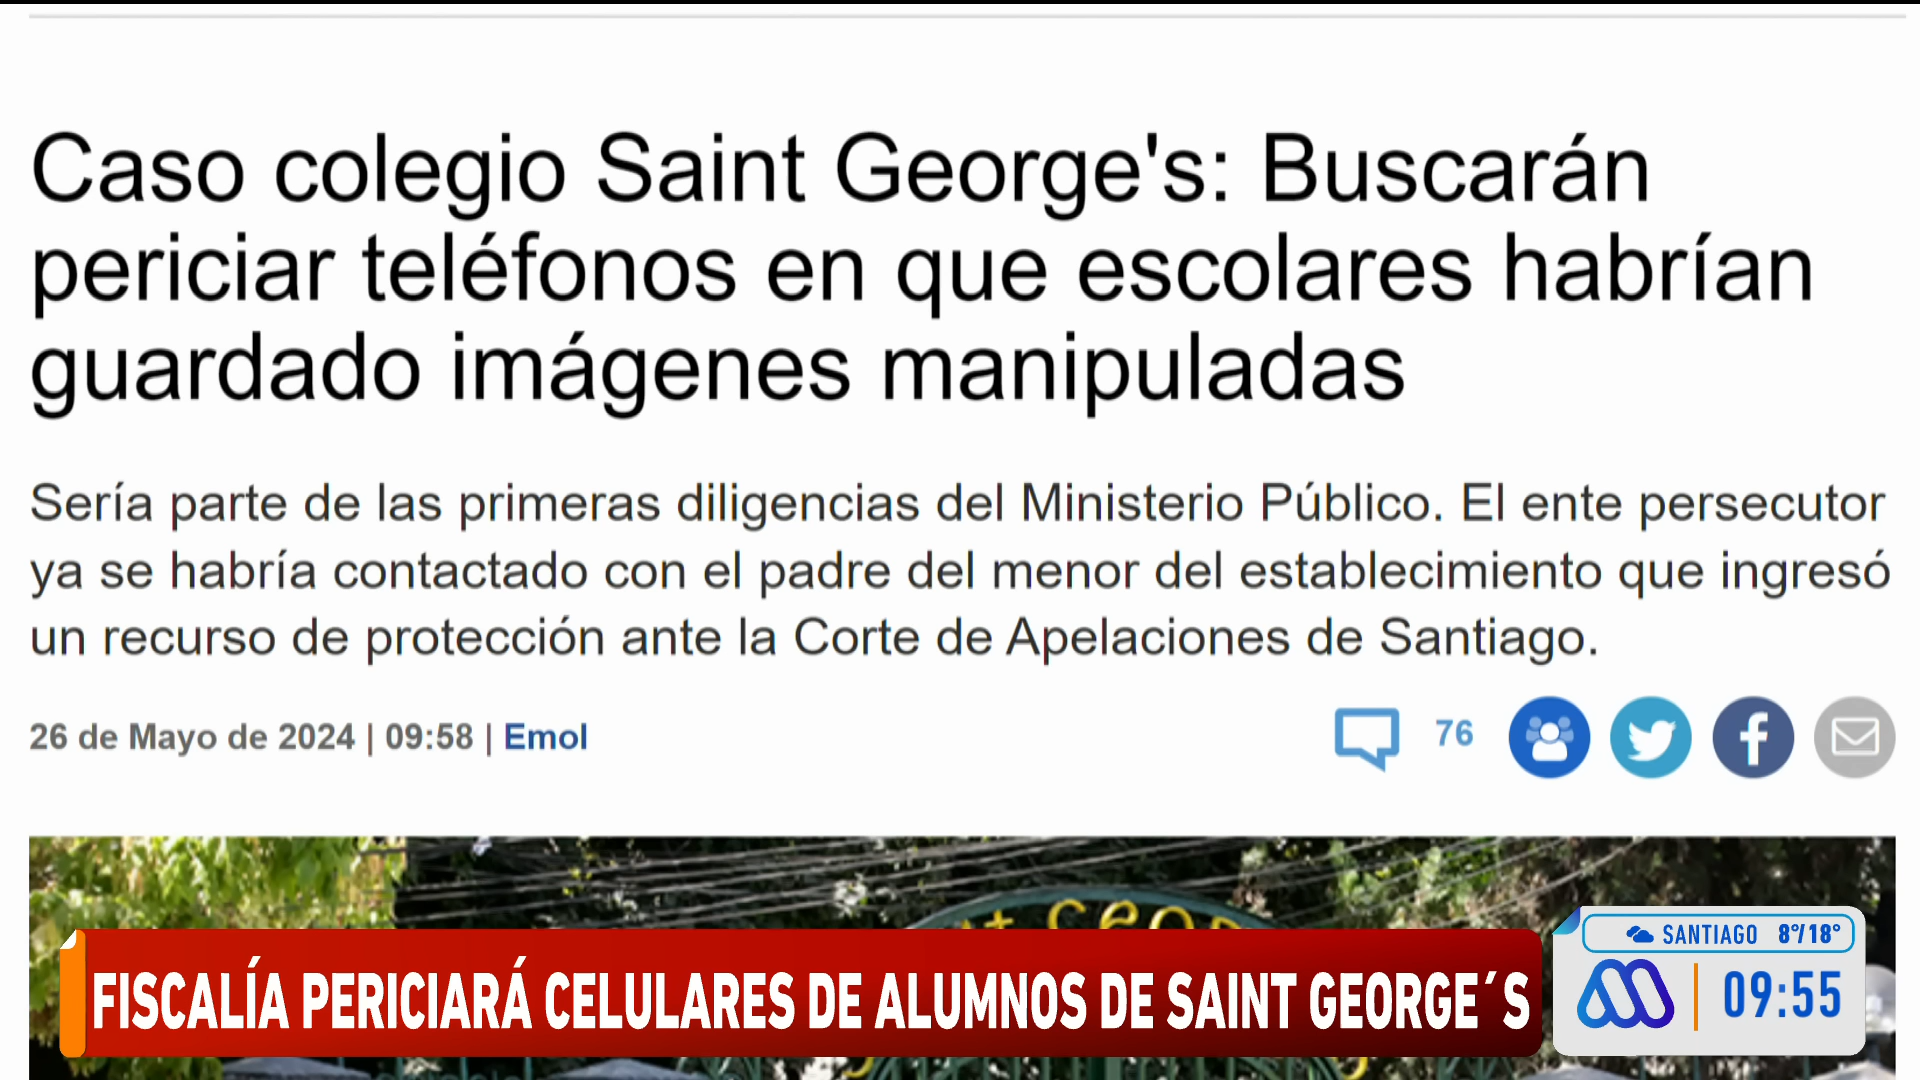 Caso colegio Saint George's: Buscarán
periciar teléfonos en que escolares habrían
guardado imágenes manipuladas
Sería parte de las primeras diligencias del Ministerio Público. El ente persecutor
ya se habría contactado con el padre del menor del establecimiento que ingresó
un recurso de protección ante la Corte de Apelaciones de Santiago.
26 de Mayo de 2024 | 09:58 | Emol
76
FISCALÍA PERICIARÁ CELULARES DE ALUMNOS DE SAINT GEORGE´S
SANTIAGO 8°/18°
09:55